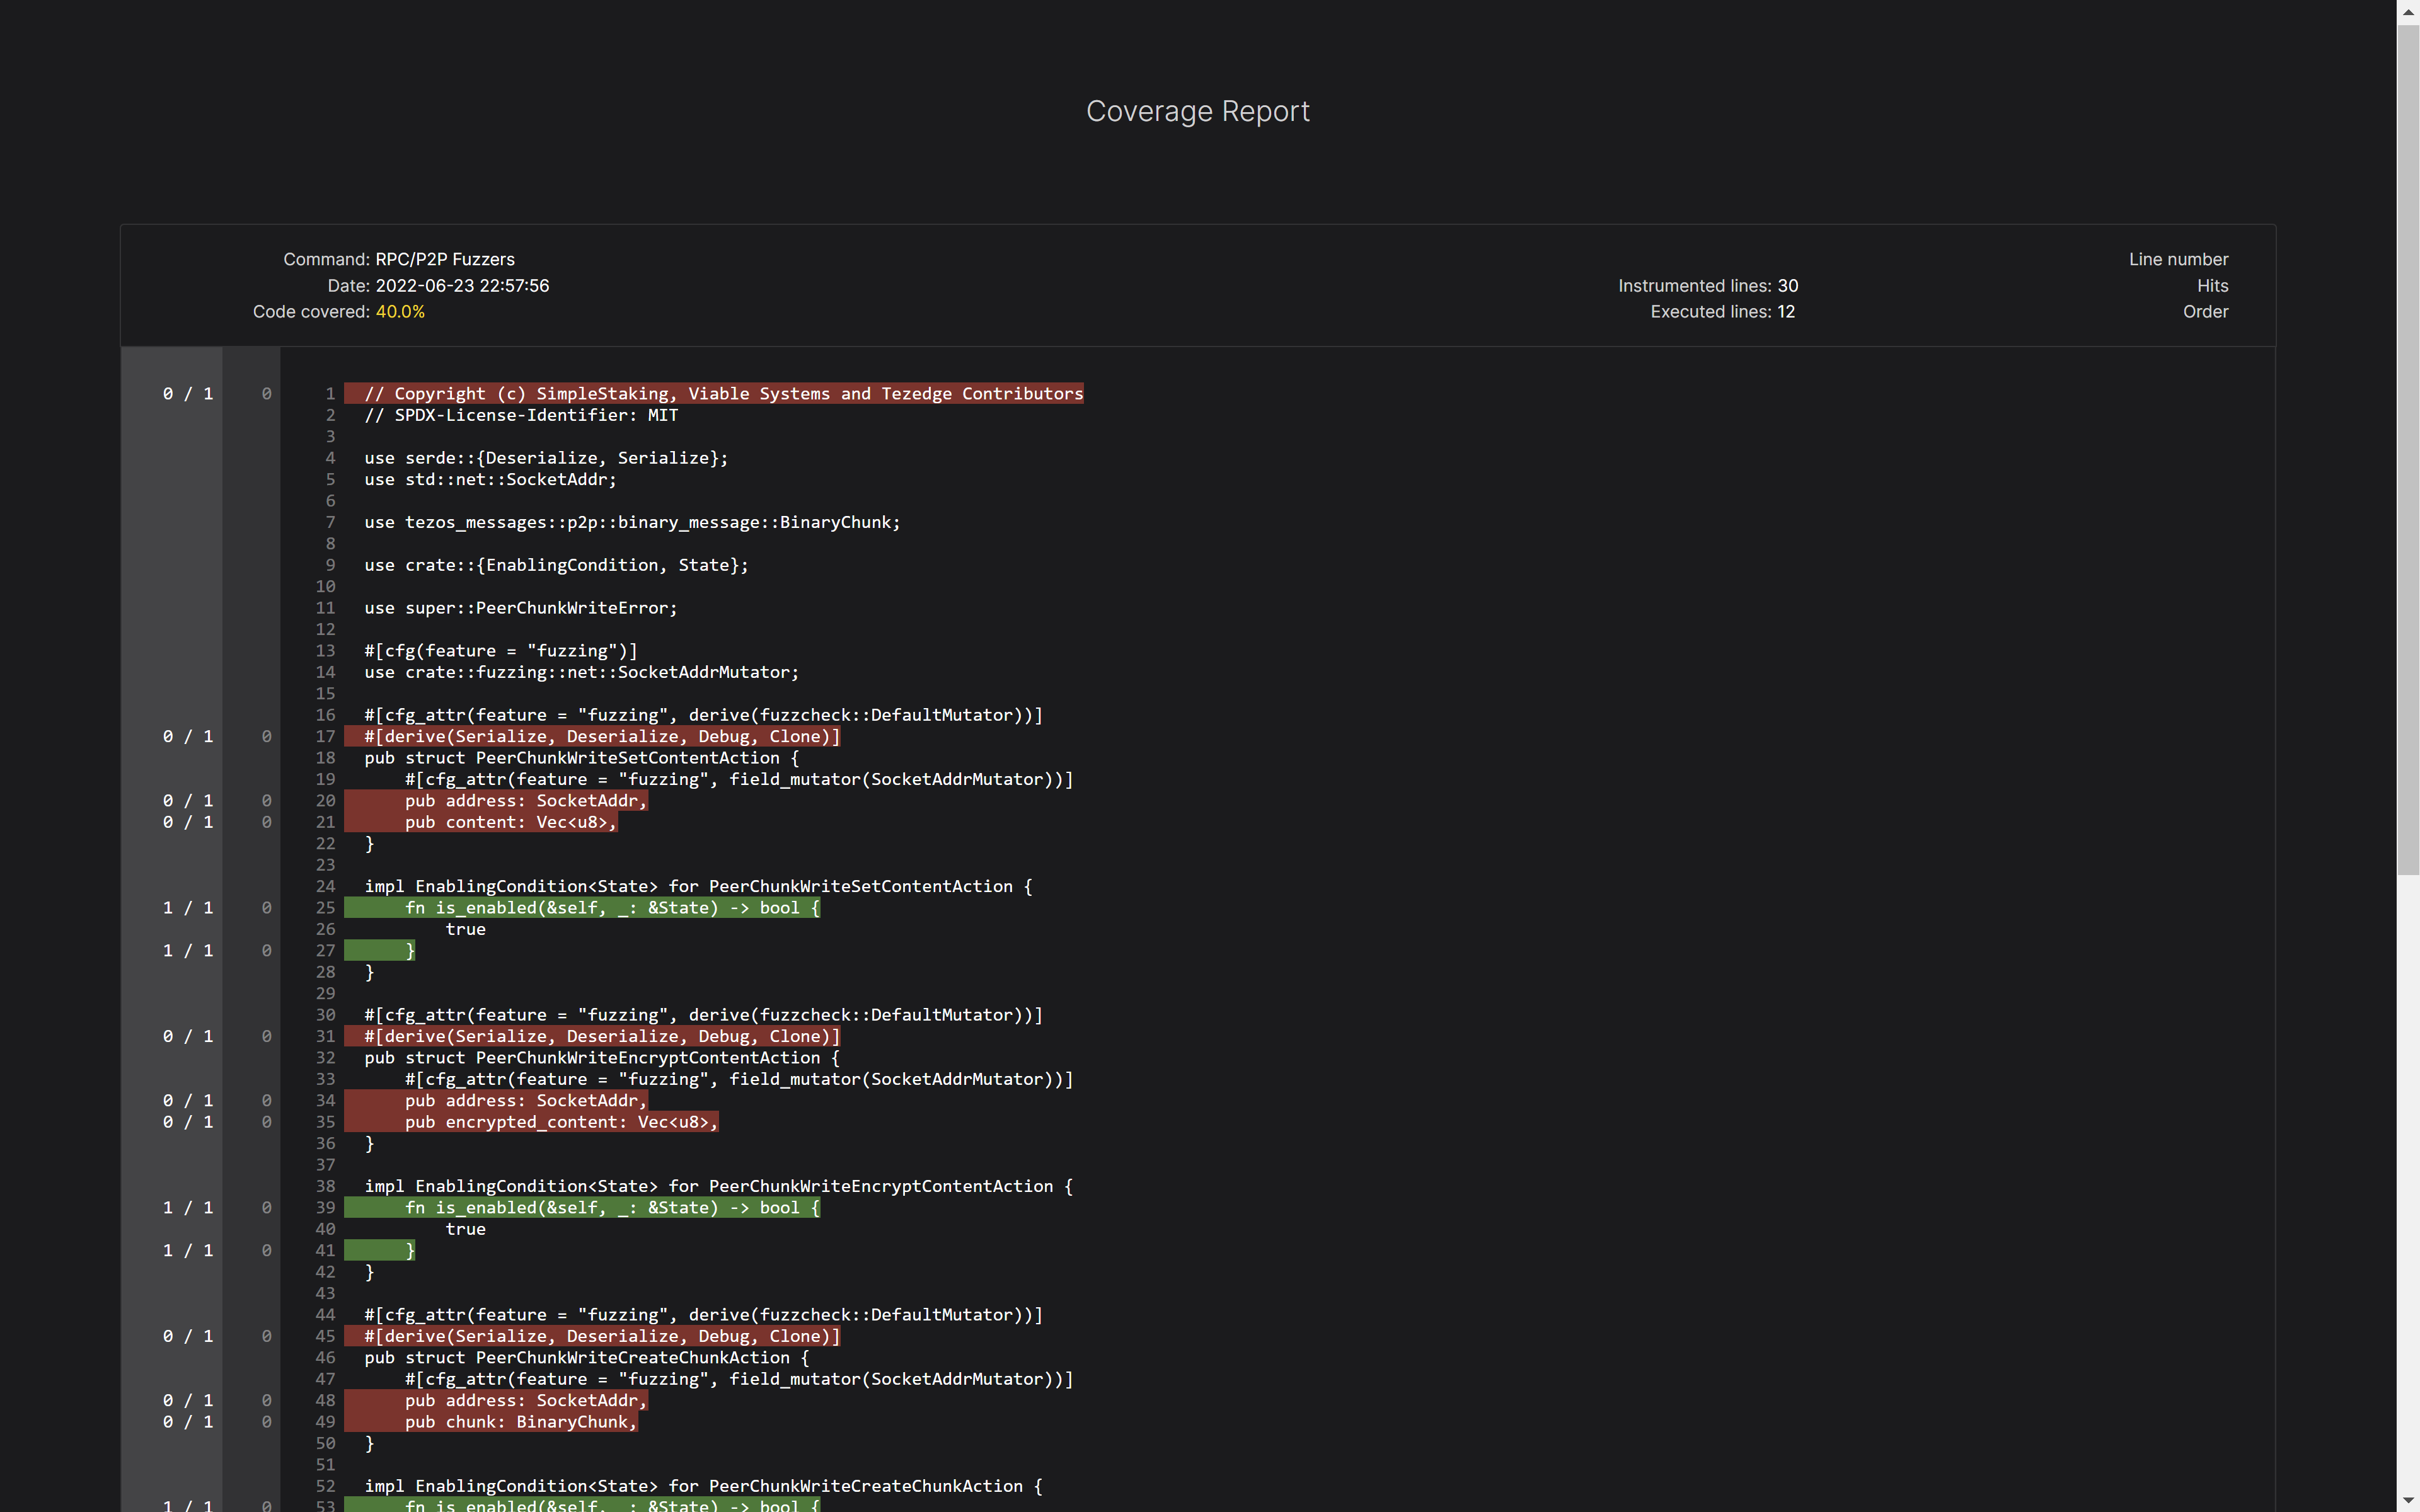 Coverage Report
Command: RPC/P2P Fuzzers
Line number
Date: 2022-06-23 22:57:56
Instrumented lines: 30
Hits
Code covered: 40.0%
Executed lines: 12
Order
0 / 1 0 1 // Copyright (c) SimpleStaking, Viable Systems and Tezedge Contributors
2 // SPDX-License-Identifier: MIT
3
4 use serde::{Deserialize, Serialize};
5 use std::net::SocketAddr;
6
7 use tezos_messages::p2p::binary_message::BinaryChunk;
8
9 use crate::{EnablingCondition, State};
10
11 use super::PeerChunkWriteError;
12
13 #[cfg(feature = "fuzzing")]
14 use crate::fuzzing::net::SocketAddrMutator;
15
16 #[cfg_attr(feature = "fuzzing", derive(fuzzcheck::DefaultMutator))]
0 / 1 0 17 #[derive(Serialize, Deserialize, Debug, Clone)]
18 pub struct PeerChunkWriteSetContentAction {
19 #[cfg_attr(feature = "fuzzing", field_mutator(SocketAddrMutator))]
0 / 1 0 20 pub address: SocketAddr,
0 / 1 0 21 pub content: Vec<u8>,
22 }
23
24 impl EnablingCondition<State> for PeerChunkWriteSetContentAction {
1 / 1 0 25 fn is_enabled(&self, _: &State) -> bool {
26 true
1 / 1 0 27 }
28 }
29
30 #[cfg_attr(feature = "fuzzing", derive(fuzzcheck::DefaultMutator))]
0 / 1 0 31 #[derive(Serialize, Deserialize, Debug, Clone)]
32 pub struct PeerChunkWriteEncryptContentAction {
33 #[cfg_attr(feature = "fuzzing", field_mutator(SocketAddrMutator))]
0 / 1 0 34 pub address: SocketAddr,
0 / 1 0 35 pub encrypted_content: Vec<u8>,
36 }
37
38 impl EnablingCondition<State> for PeerChunkWriteEncryptContentAction {
1 / 1 0 39 fn is_enabled(&self, _: &State) -> bool {
40 true
1 / 1 0 41 }
42 }
43
44 #[cfg_attr(feature = "fuzzing", derive(fuzzcheck::DefaultMutator))]
0 / 1 0 45 #[derive(Serialize, Deserialize, Debug, Clone)]
46 pub struct PeerChunkWriteCreateChunkAction {
47 #[cfg_attr(feature = "fuzzing", field_mutator(SocketAddrMutator))]
0 / 1 0 48 pub address: SocketAddr,
0 / 1 0 49 pub chunk: BinaryChunk,
50 }
51
52 impl EnablingCondition<State> for PeerChunkWriteCreateChunkAction {
1 / 1 0 53 fn is_enabled(&self, _: &State) -> bool {